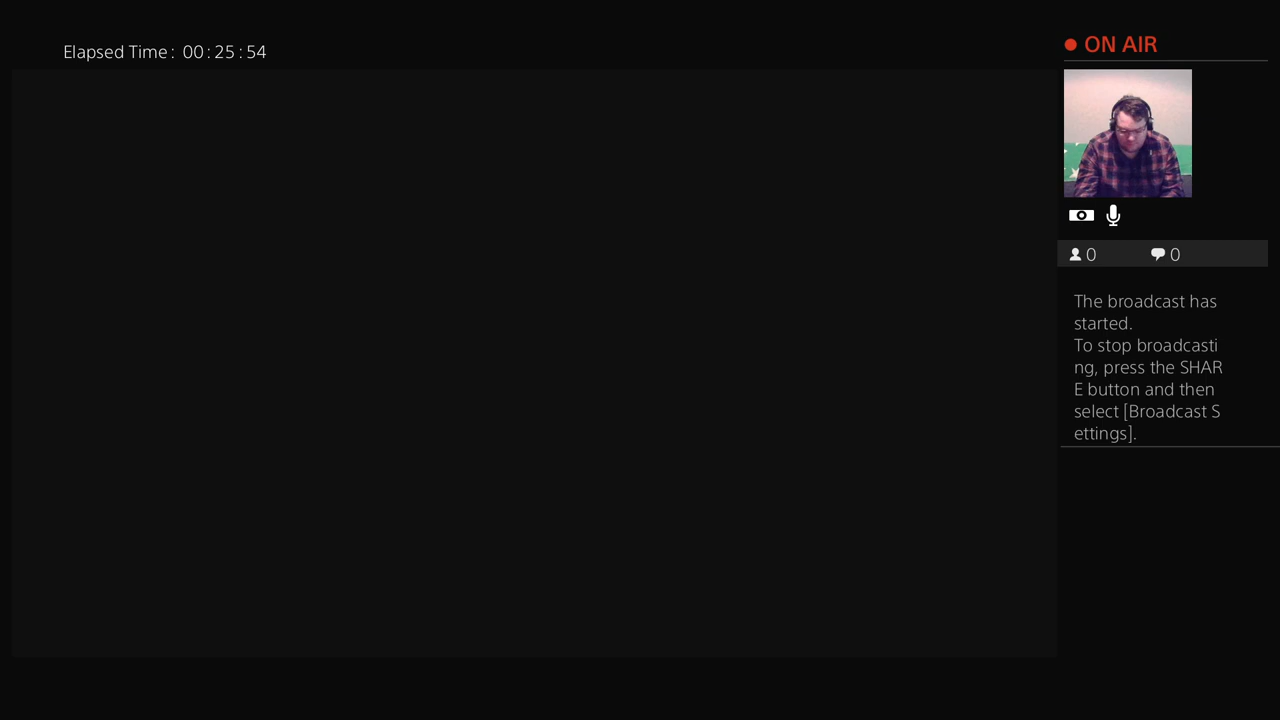 Elapsed Time: 00:25:54
ON AIR
0
0
The broadcast has
started.
To stop broadcasti
ng, press the SHAR
E button and then
select [Broadcast S
ettings].